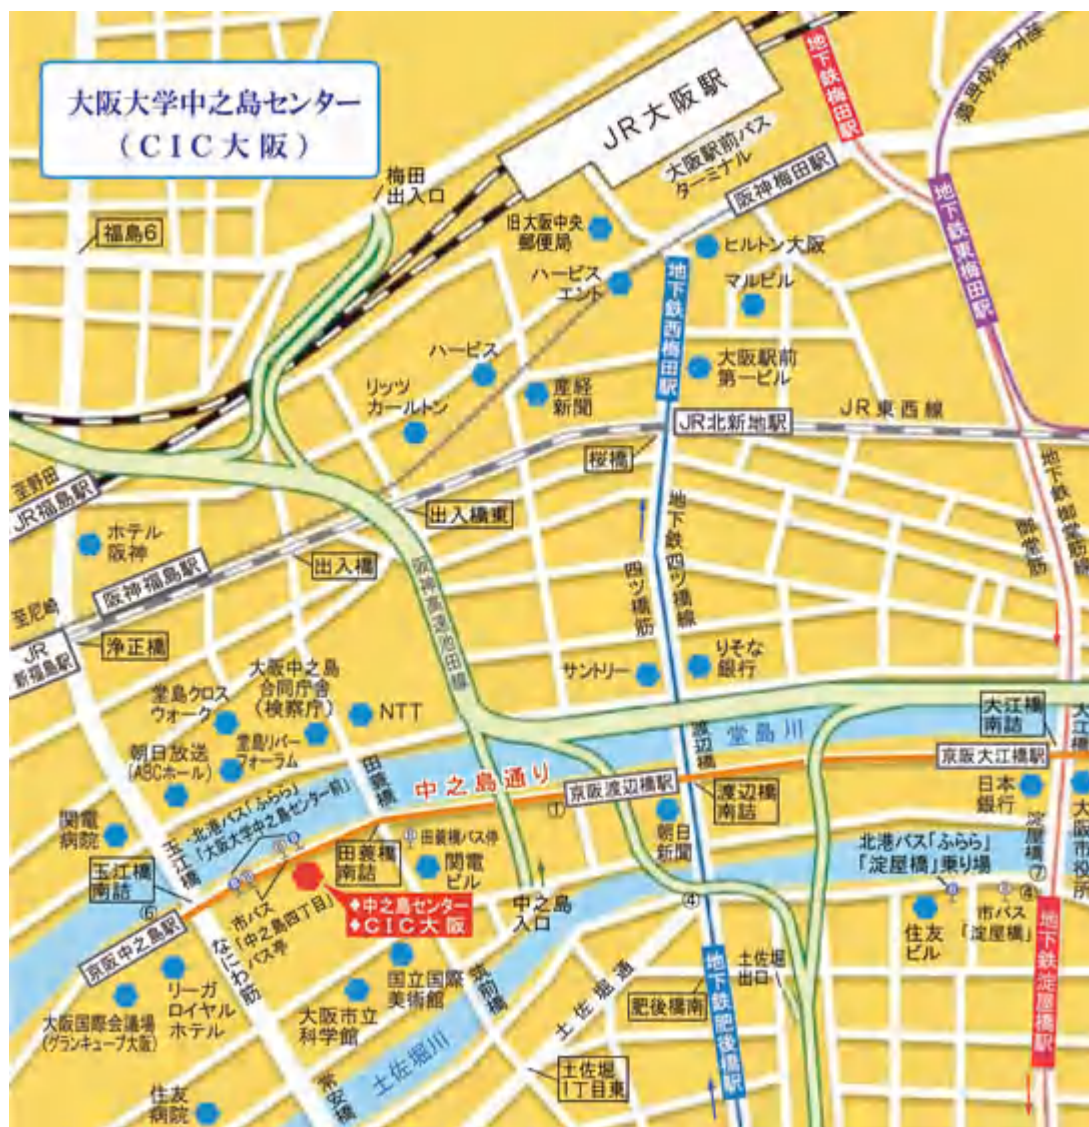 大阪大学中之島センター
(CIC大阪)
JR大阪駅
地下鉄梅田駅
大阪駅前バス
ターミナル
阪神梅田駅
梅田
出入口
福島6
旧大阪中央
郵便局
ヒルトン大阪
ハービス
エント
マルビル
地下鉄西梅田駅
地下鉄東梅田駅
ハービス
リッツ
カールトン
産経
新聞
大阪駅前
第一ビル
JR東西線
JR北新地駅
桜橋
至野田
JR福島駅
出入橋東
ホテル
阪神
出入橋
阪神福島駅
至尼崎
浄正橋
JR
新福島駅
阪神高速池田線
地下鉄四ツ橋線
四ツ橋筋
地下鉄御堂筋線
御堂筋
サントリー
りそな
銀行
大阪中之島
合同庁舎
(検察庁)
堂島クロス
ウォーク
NTT
堂島リバー
フォーラム
朝日放送
(ABCホール)
田蓑橋
中之島通り
渡辺橋
堂島川
大江橋
南詰
大江橋
京阪大江橋駅
京阪渡辺橋駅
①
渡辺橋
南詰
日本
銀行
淀屋橋
大阪市役所
関電
病院
玉江橋
北港バス「ふらら」
「大阪大学中之島センター前」
玉江橋
南詰
⑥
田蓑橋
南詰
田蓑橋バス停
関電
ビル
朝日
新聞
④
北港バス「ふらら」
「淀屋橋」乗り場
⑦
④
市バス
「淀屋橋」
住友
ビル
地下鉄淀屋橋駅
◆中之島センター
◆CIC大阪
中之島
入口
京阪中之島駅
市バス
「中之島四丁目」
バス停
なにわ筋
リーガ
ロイヤル
ホテル
大阪国際会議場
(グランキューブ大阪)
国立国際
美術館
大阪市立
科学館
筑前橋
土佐堀通
土佐堀
出口
肥後橋南
地下鉄肥後橋駅
土佐堀川
土佐堀
1丁目東
常安橋
住友
病院